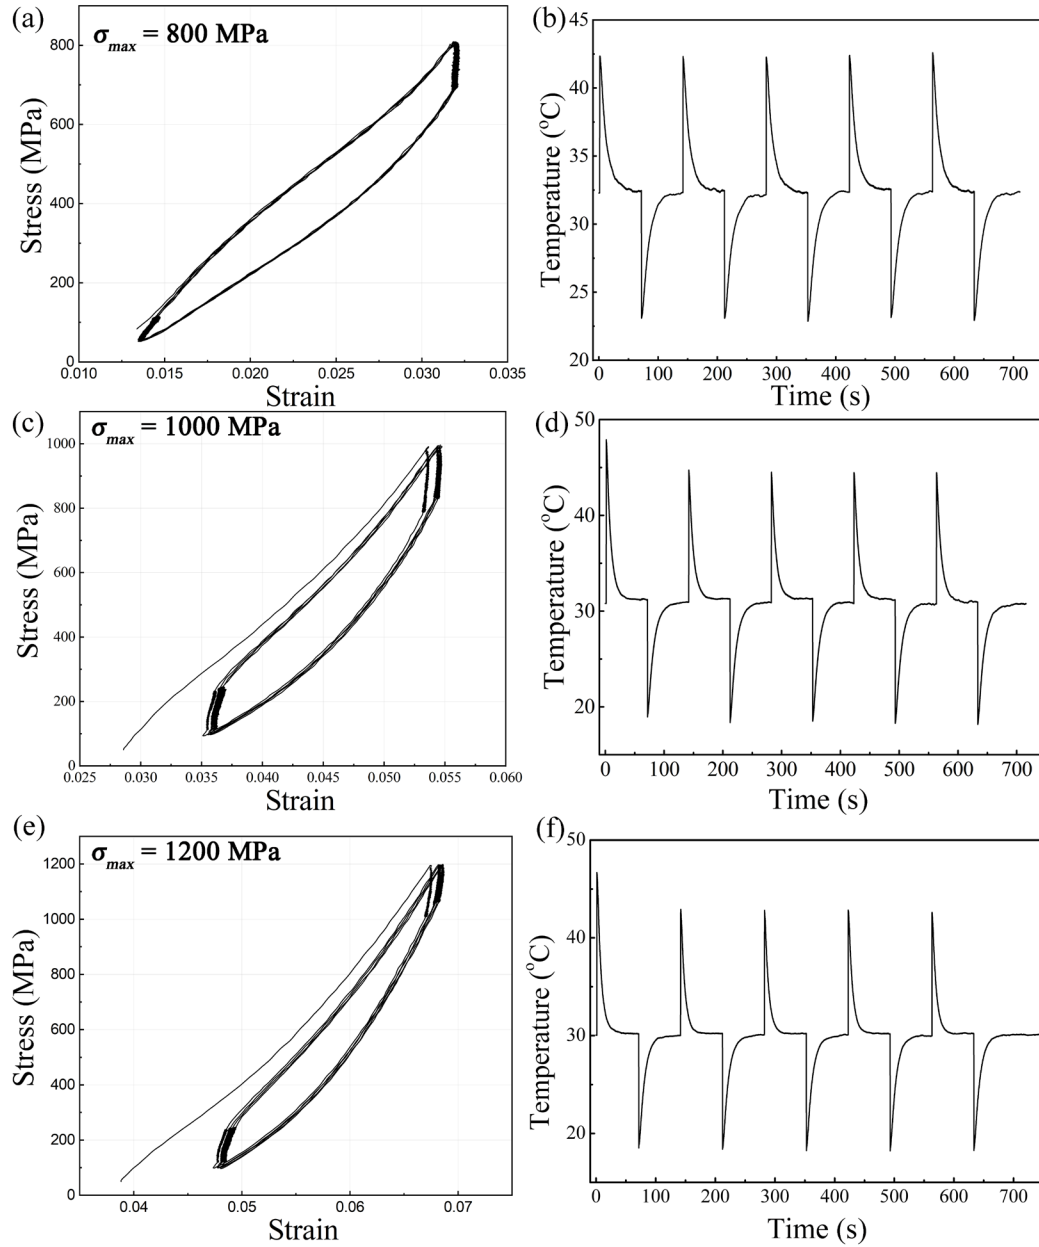 (a)
σmax = 800 MPa
800
600
400
200
0
0.010 0.015 0.020 0.025 0.030 0.035
Stress (MPa)
Strain
(b)
45
40
35
30
25
20
0 100 200 300 400 500 600 700
Temperature (°C)
Time (s)
(c)
σmax = 1000 MPa
1000
800
600
400
200
0
0.025 0.030 0.035 0.040 0.045 0.050 0.055 0.060
Stress (MPa)
Strain
(d)
50
40
30
20
0 100 200 300 400 500 600 700
Temperature (°C)
Time (s)
(e)
σmax = 1200 MPa
1200
1000
800
600
400
200
0
0.04 0.05 0.06 0.07
Stress (MPa)
Strain
(f)
50
40
30
20
0 100 200 300 400 500 600 700
Temperature (°C)
Time (s)